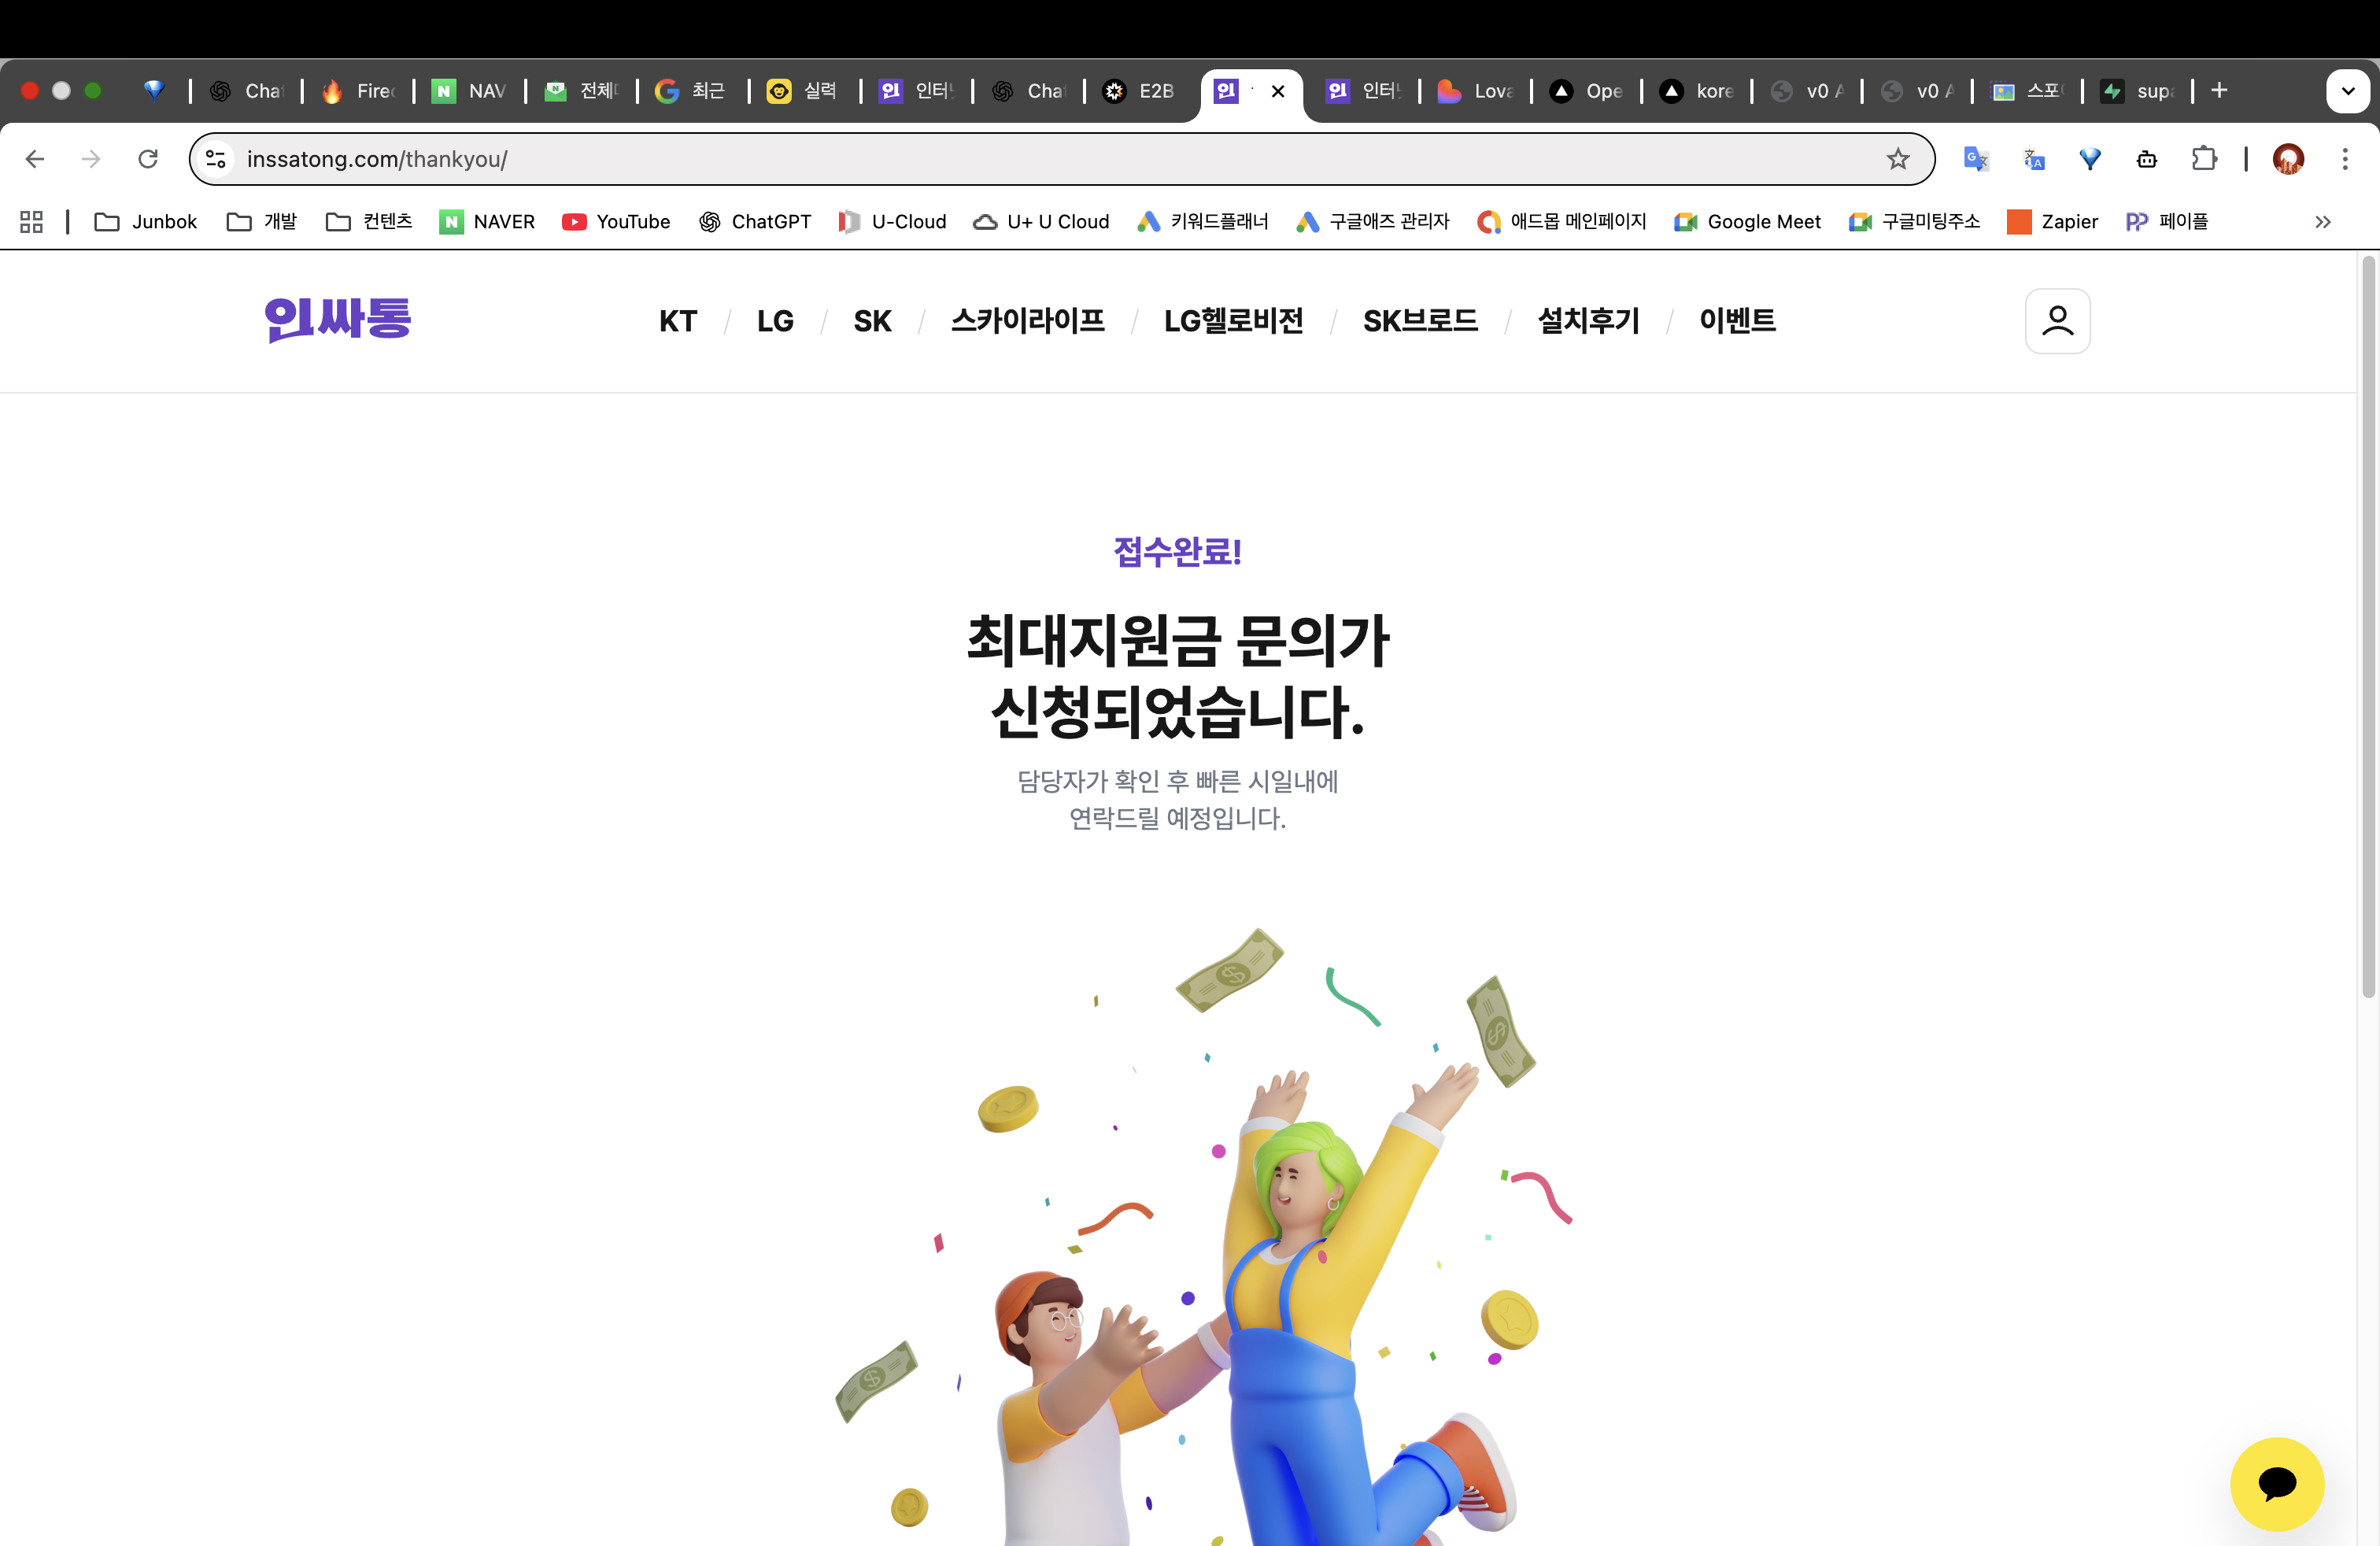 Cha
Fire
NAV
전체
최근
실력
인터
Cha
E2B
인터
Lova
Ope
kore
v0 A
v0 A
스포
supa
inssatong.com/thankyou/
Junbok
개발
컨텐츠
NAVER
YouTube
ChatGPT
U-Cloud
U+ U Cloud
키워드플래너
구글애즈 관리자
애드몹 메인페이지
Google Meet
구글미팅주소
Zapier
페이플
인싸통
KT / LG / SK / 스카이라이프 / LG헬로비전 / SK브로드 / 설치후기 / 이벤트
접수완료!
최대지원금 문의가
신청되었습니다.
담당자가 확인 후 빠른 시일내에
연락드릴 예정입니다.